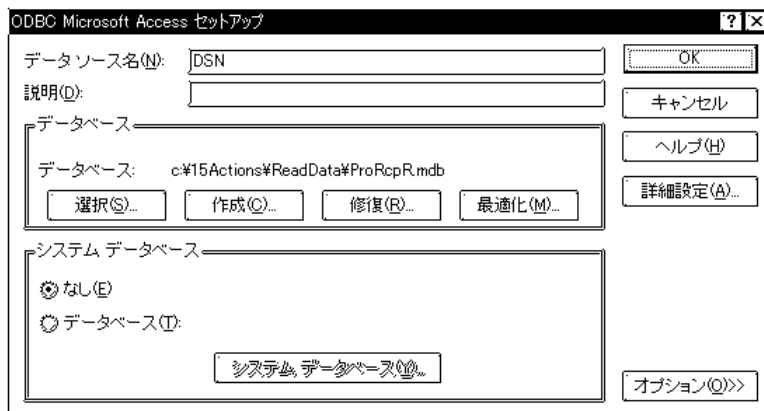 ODBC Microsoft Access セットアップ
データ ソース名(N): DSN
説明(D):
OK
キャンセル
ヘルプ(H)
詳細設定(A)...
オプション(O)>>
データベース
データベース: c:¥15Actions¥ReadData¥ProRcpR.mdb
選択(S)... 作成(C)... 修復(R)... 最適化(M)...
システム データベース
なし(E)
データベース(T):
システム データベース(Y)...